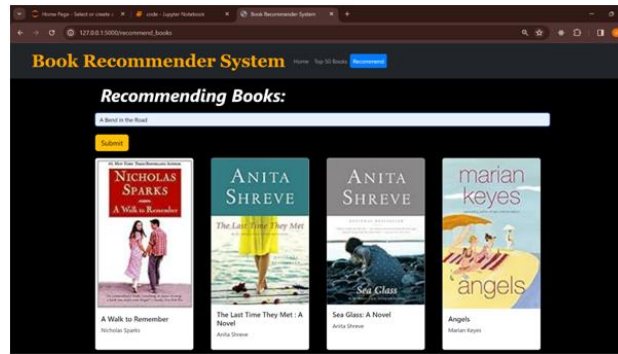 Home Page - Select or create a
code - Jupyter Notebook
Book Recommender System
127.0.0.1:5000/recommend_books
Book Recommender System
Home Top 50 Books Recommend
Recommending Books:
A Bend in the Road
Submit
NICHOLAS
SPARKS
A Walk to Remember
A Walk to Remember
Nicholas Sparks
ANITA
SHREVE
The Last Time They Met
The Last Time They Met : A
Novel
Anita Shreve
ANITA
SHREVE
Sea Glass
Sea Glass: A Novel
Anita Shreve
marian
keyes
angels
Angels
Marian Keyes